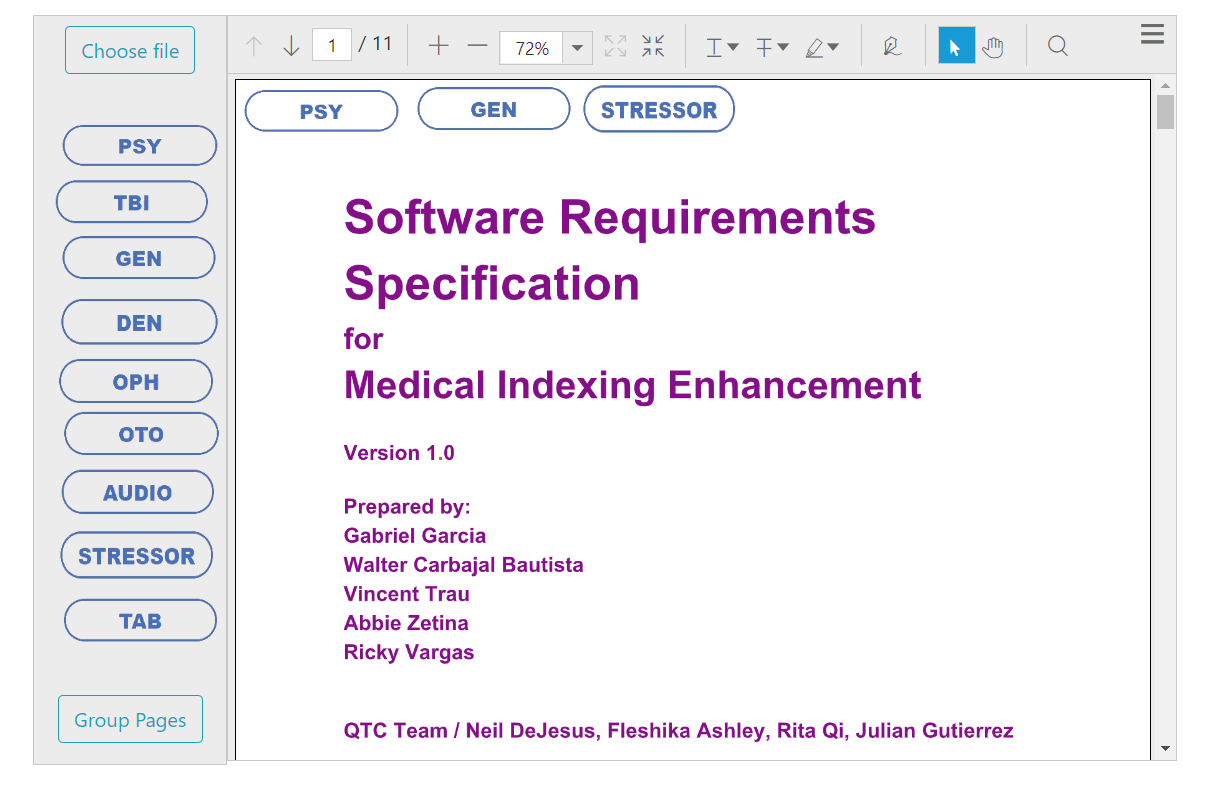 Choose file
1 / 11
72%
PSY
TBI
GEN
DEN
OPH
OTO
AUDIO
STRESSOR
TAB
Group Pages
PSY GEN STRESSOR
Software Requirements
Specification
for
Medical Indexing Enhancement
Version 1.0
Prepared by:
Gabriel Garcia
Walter Carbajal Bautista
Vincent Trau
Abbie Zetina
Ricky Vargas
QTC Team / Neil DeJesus, Fleshika Ashley, Rita Qi, Julian Gutierrez